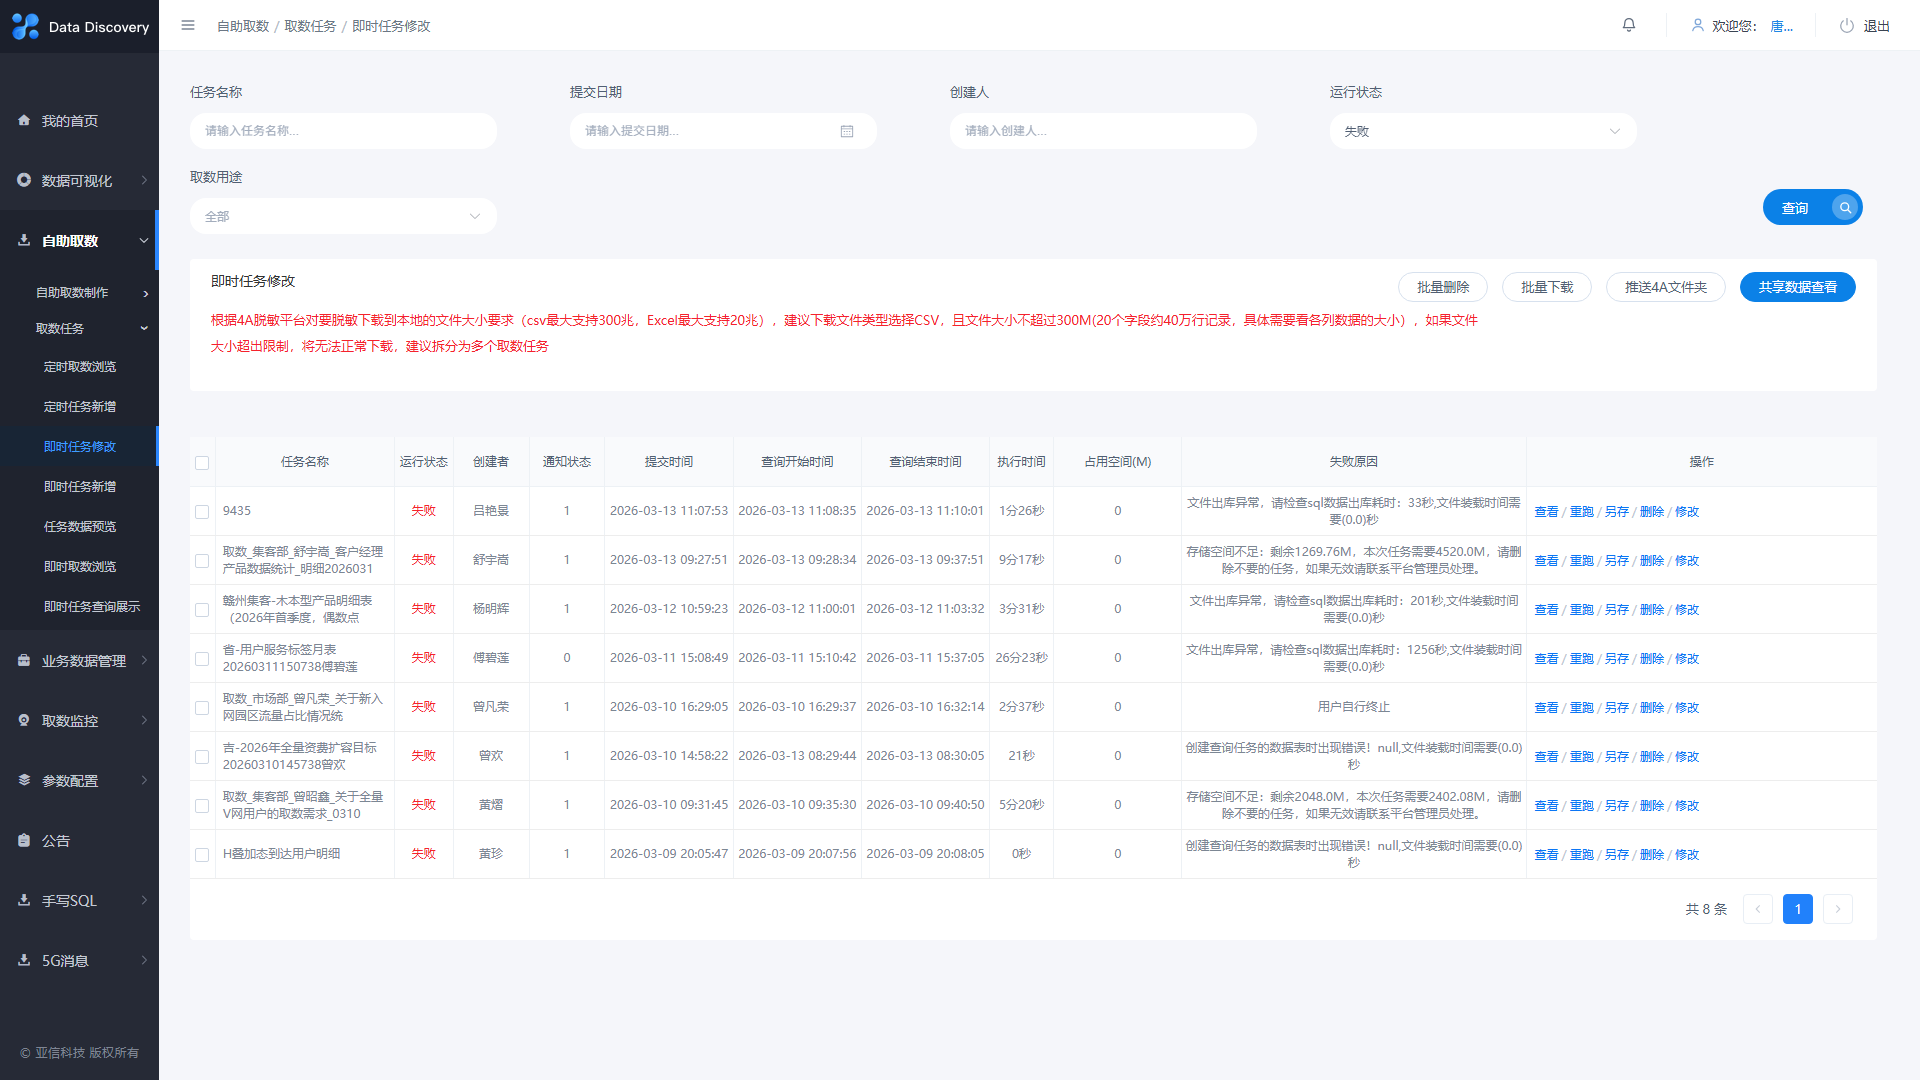 Data Discovery
自助取数 / 取数任务 / 即时任务修改
欢迎您: 唐...
退出
我的首页
数据可视化
自助取数
自助取数制作
取数任务
定时取数浏览
定时任务新增
即时任务修改
即时任务新增
任务数据预览
即时取数浏览
即时任务查询展示
业务数据管理
取数监控
参数配置
公告
手写SQL
5G消息
© 亚信科技 版权所有
任务名称 提交日期 创建人 运行状态
请输入任务名称... 请输入提交日期... 请输入创建人... 失败
取数用途
全部
查询
即时任务修改
批量删除 批量下载 推送4A文件夹 共享数据查看
根据4A脱敏平台对要脱敏下载到本地的文件大小要求（csv最大支持300兆，Excel最大支持20兆），建议下载文件类型选择CSV，且文件大小不超过300M(20个字段约40万行记录，具体需要看各列数据的大小），如果文件
大小超出限制，将无法正常下载，建议拆分为多个取数任务
任务名称 运行状态 创建者 通知状态 提交时间 查询开始时间 查询结束时间 执行时间 占用空间(M) 失败原因 操作
9435 失败 吕艳景 1 2026-03-13 11:07:53 2026-03-13 11:08:35 2026-03-13 11:10:01 1分26秒 0 文件出库异常，请检查sql数据出库耗时：33秒,文件装载时间需
要(0.0)秒
查看 / 重跑 / 另存 / 删除 / 修改
取数_集客部_舒宇嵩_客户经理
产品数据统计_明细2026031
失败 舒宇嵩 1 2026-03-13 09:27:51 2026-03-13 09:28:34 2026-03-13 09:37:51 9分17秒 0
存储空间不足：剩余1269.76M，本次任务需要4520.0M，请删
除不要的任务，如果无效请联系平台管理员处理。
查看 / 重跑 / 另存 / 删除 / 修改
赣州集客-木本型产品明细表
（2026年首季度，偶数点
失败 杨明辉 1 2026-03-12 10:59:23 2026-03-12 11:00:01 2026-03-12 11:03:32 3分31秒 0
文件出库异常，请检查sql数据出库耗时：201秒,文件装载时间
需要(0.0)秒
查看 / 重跑 / 另存 / 删除 / 修改
省-用户服务标签月表
20260311150738傅碧莲
失败 傅碧莲 0 2026-03-11 15:08:49 2026-03-11 15:10:42 2026-03-11 15:37:05 26分23秒 0
文件出库异常，请检查sql数据出库耗时：1256秒,文件装载时间
需要(0.0)秒
查看 / 重跑 / 另存 / 删除 / 修改
取数_市场部_曾凡荣_关于新入
网园区流量占比情况统
失败 曾凡荣 1 2026-03-10 16:29:05 2026-03-10 16:29:37 2026-03-10 16:32:14 2分37秒 0
用户自行终止
查看 / 重跑 / 另存 / 删除 / 修改
吉-2026年全量资费扩容目标
20260310145738曾欢
失败 曾欢 1 2026-03-10 14:58:22 2026-03-13 08:29:44 2026-03-13 08:30:05 21秒 0
创建查询任务的数据表时出现错误！null,文件装载时间需要(0.0)
秒
查看 / 重跑 / 另存 / 删除 / 修改
取数_集客部_曾昭鑫_关于全量
V网用户的取数需求_0310
失败 黄熠 1 2026-03-10 09:31:45 2026-03-10 09:35:30 2026-03-10 09:40:50 5分20秒 0
存储空间不足：剩余2048.0M，本次任务需要2402.08M，请删
除不要的任务，如果无效请联系平台管理员处理。
查看 / 重跑 / 另存 / 删除 / 修改
H叠加态到达用户明细 失败 黄珍 1 2026-03-09 20:05:47 2026-03-09 20:07:56 2026-03-09 20:08:05 0秒 0
创建查询任务的数据表时出现错误！null,文件装载时间需要(0.0)
秒
查看 / 重跑 / 另存 / 删除 / 修改
共 8 条 1